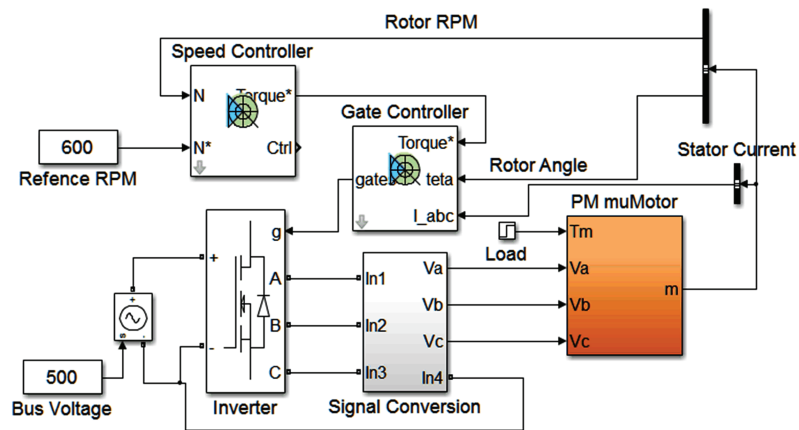 Rotor RPM
Speed Controller
N
Torque*
N*
Ctrl
600
Refence RPM
Gate Controller
Torque*
gates
teta
I_abc
Rotor Angle
Stator Current
PM muMotor
Tm
Va
Vb
Vc
m
Load
g
+
A
B
-
C
Inverter
In1
In2
In3
Va
Vb
Vc
In4
Signal Conversion
+
s
-
500
Bus Voltage